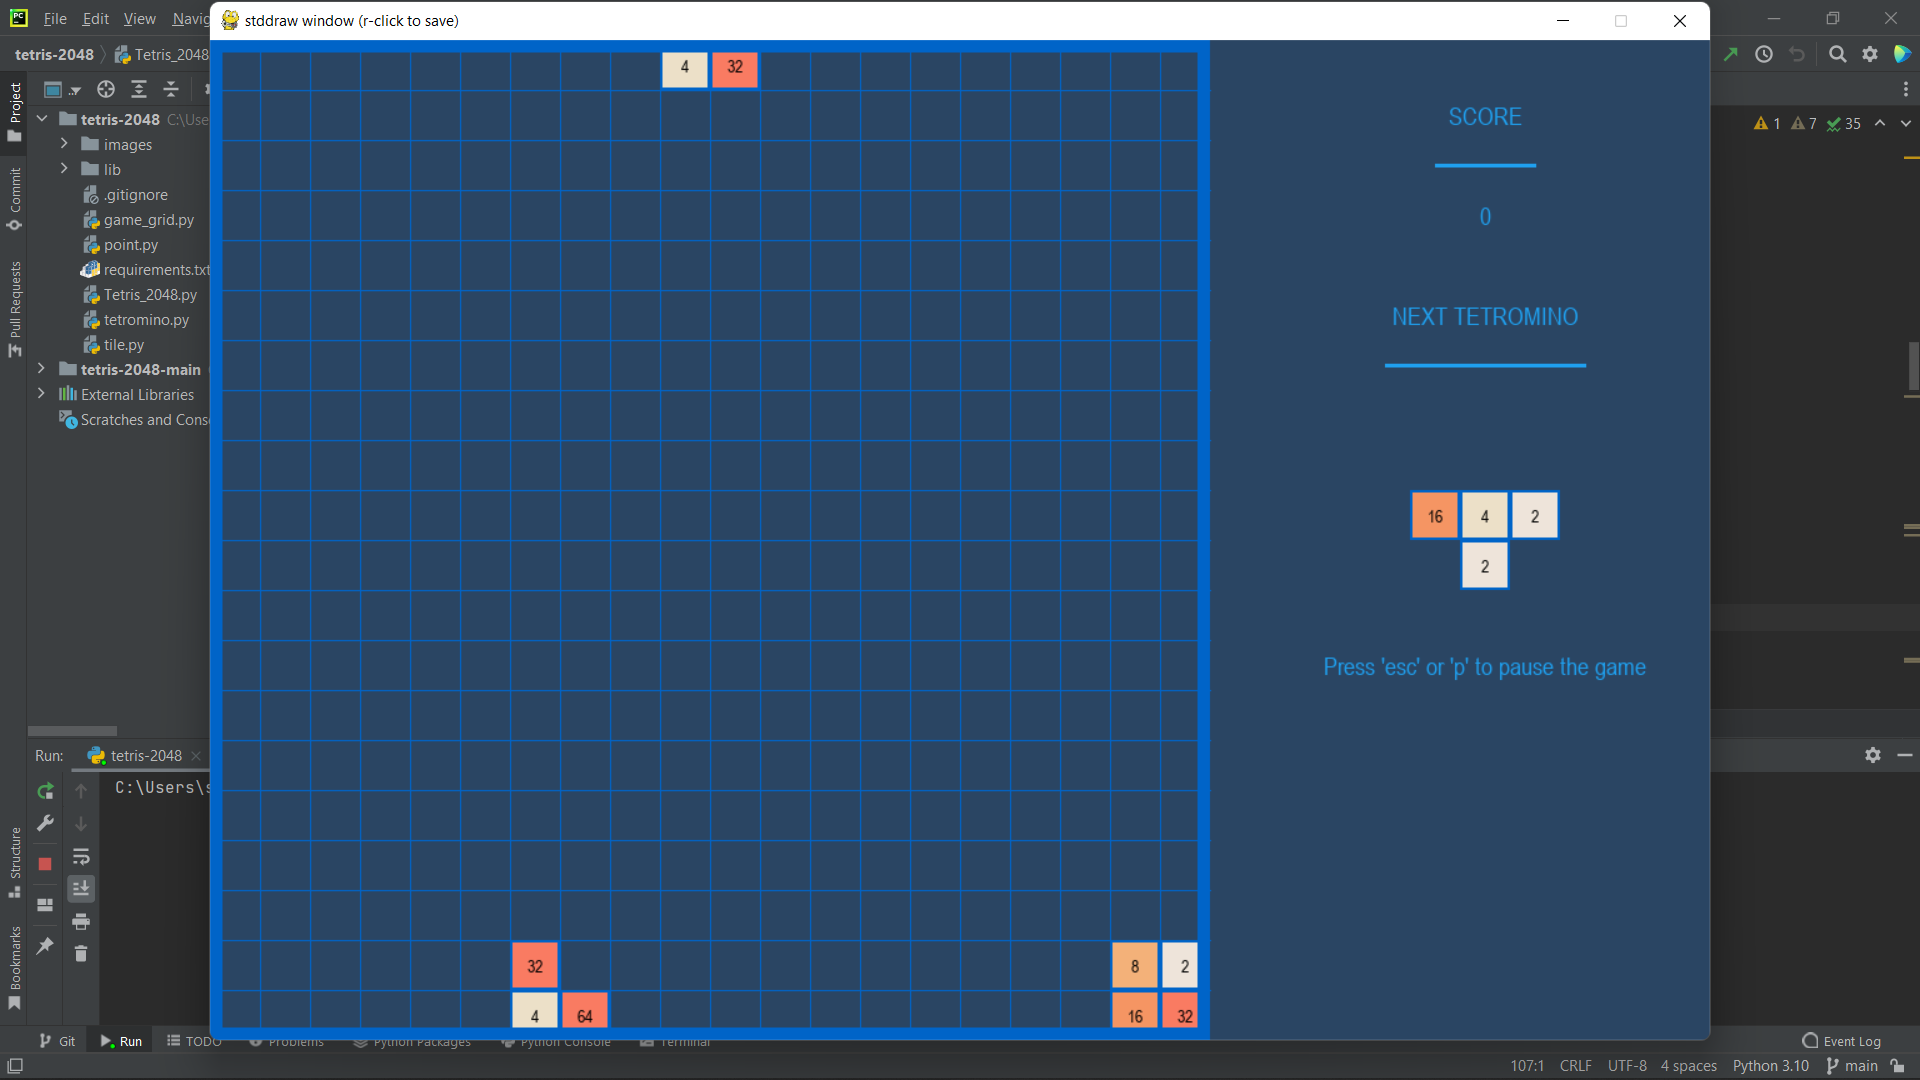 File Edit View Navig
stddraw window (r-click to save)
tetris-2048 Tetris_2048
Project
Commit
Pull Requests
Structure
Bookmarks
tetris-2048 C:\Use
images
lib
.gitignore
game_grid.py
point.py
requirements.txt
Tetris_2048.py
tetromino.py
tile.py
tetris-2048-main
External Libraries
Scratches and Cons
4 32
SCORE
0
NEXT TETROMINO
16 4 2
2
Press 'esc' or 'p' to pause the game
32
4 64
8 2
16 32
1 7 35
Run: tetris-2048
C:\Users\s
Git Run TODO Problems Python Packages Python Console Terminal
Event Log
107:1 CRLF UTF-8 4 spaces Python 3.10 main